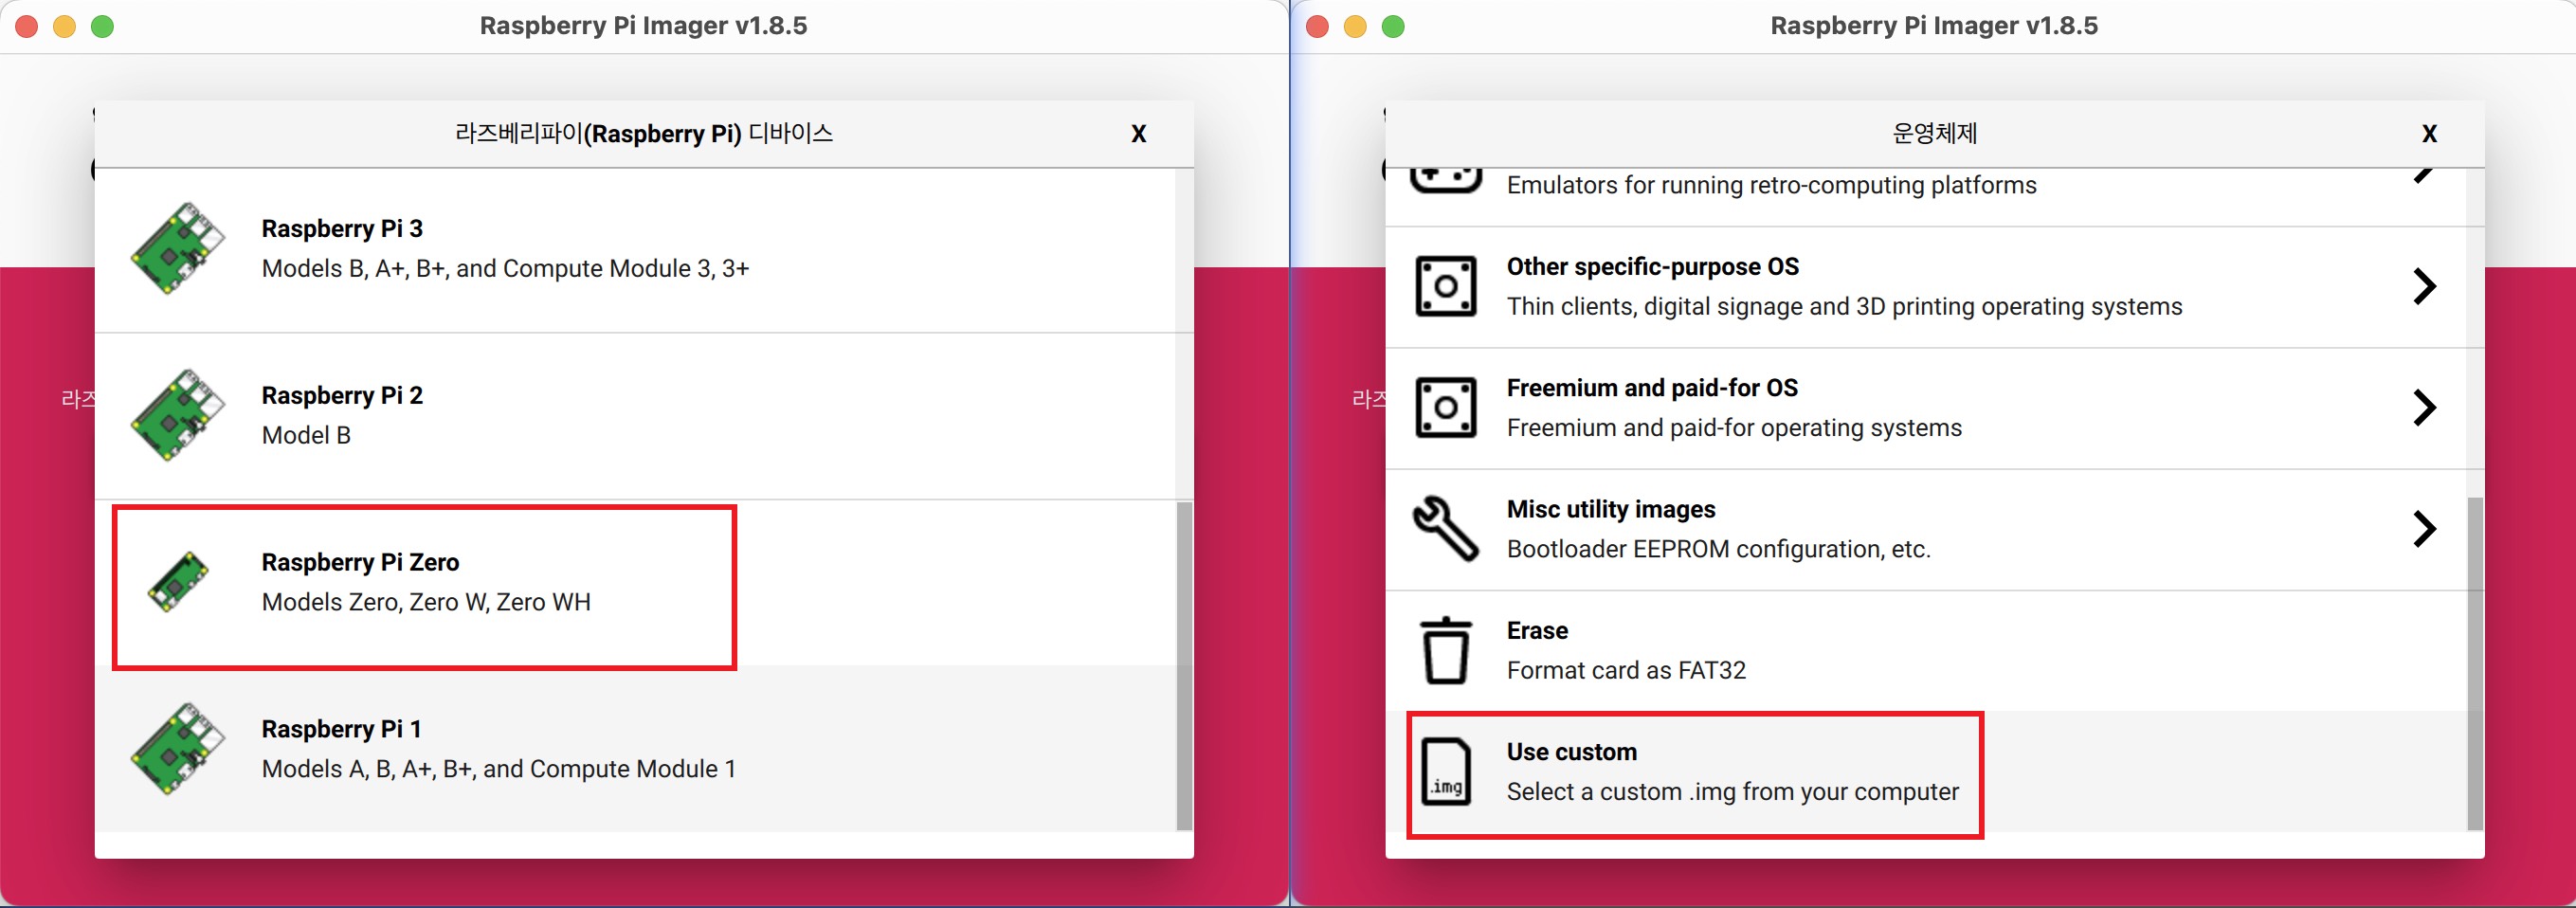 Raspberry Pi Imager v1.8.5
라즈베리파이(Raspberry Pi) 디바이스
X
Raspberry Pi 3
Models B, A+, B+, and Compute Module 3, 3+
Raspberry Pi 2
Model B
라즈
Raspberry Pi Zero
Models Zero, Zero W, Zero WH
Raspberry Pi 1
Models A, B, A+, B+, and Compute Module 1
Raspberry Pi Imager v1.8.5
운영체제
X
Emulators for running retro-computing platforms
Other specific-purpose OS
Thin clients, digital signage and 3D printing operating systems
Freemium and paid-for OS
라즈
Freemium and paid-for operating systems
Misc utility images
Bootloader EEPROM configuration, etc.
Erase
Format card as FAT32
Use custom
.img
Select a custom .img from your computer